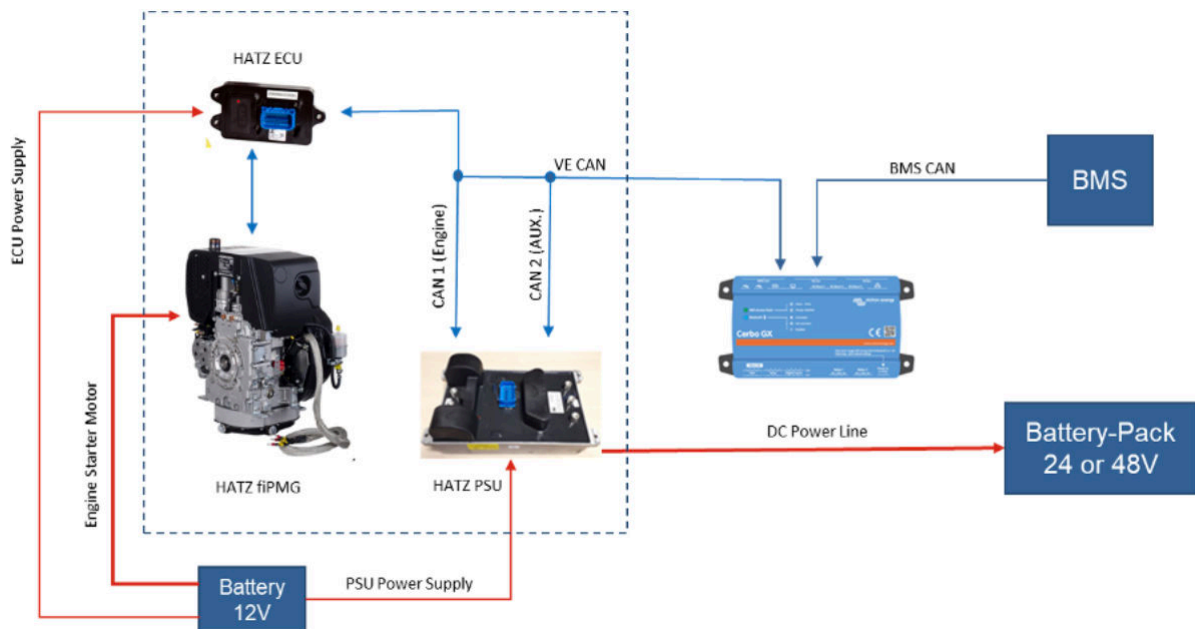 HATZ ECU
ECU Power Supply
VE CAN
BMS CAN
BMS
CAN 1 (Engine)
CAN 2 (AUX.)
Cerbo GX
Engine Starter Motor
HATZ fiPMG
HATZ PSU
DC Power Line
Battery-Pack
24 or 48V
Battery
12V
PSU Power Supply